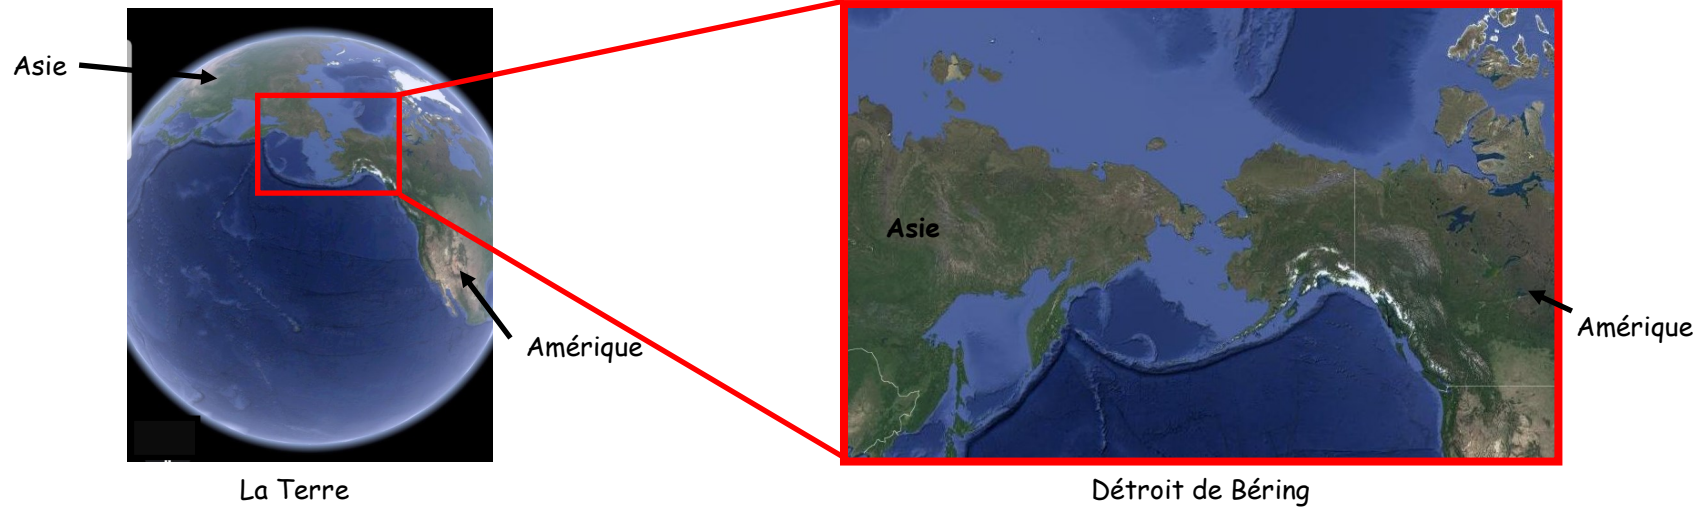 Asie
Amérique
La Terre
Asie
Amérique
Détroit de Béring